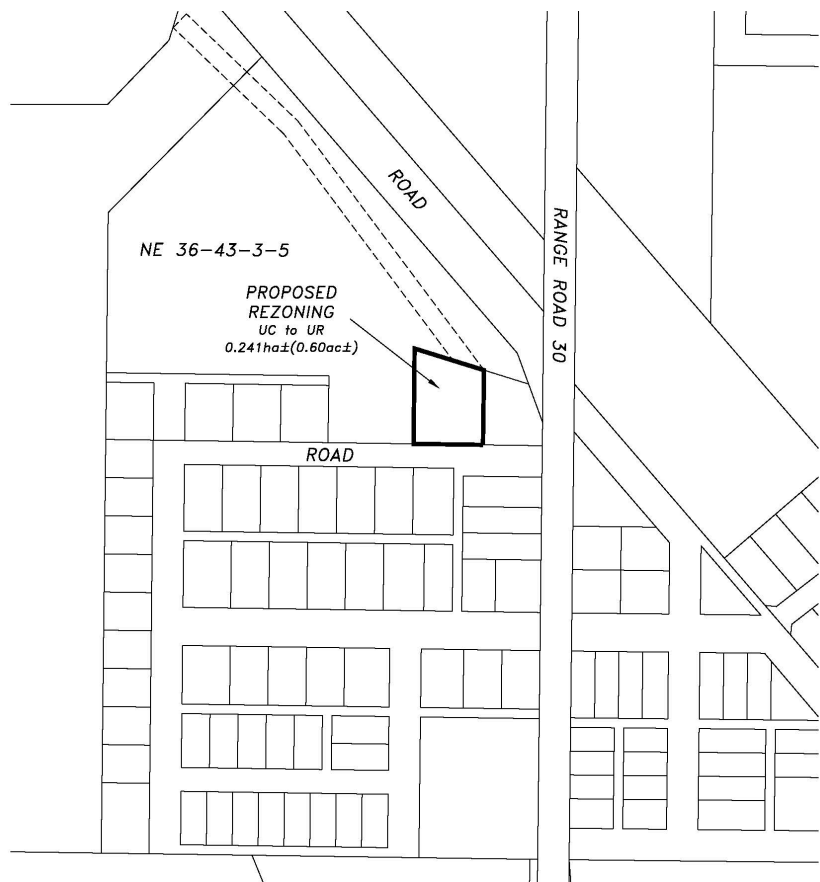 ROAD
RANGE ROAD 30
NE 36-43-3-5
PROPOSED
REZONING
UC to UR
0.241ha±(0.60ac±)
ROAD